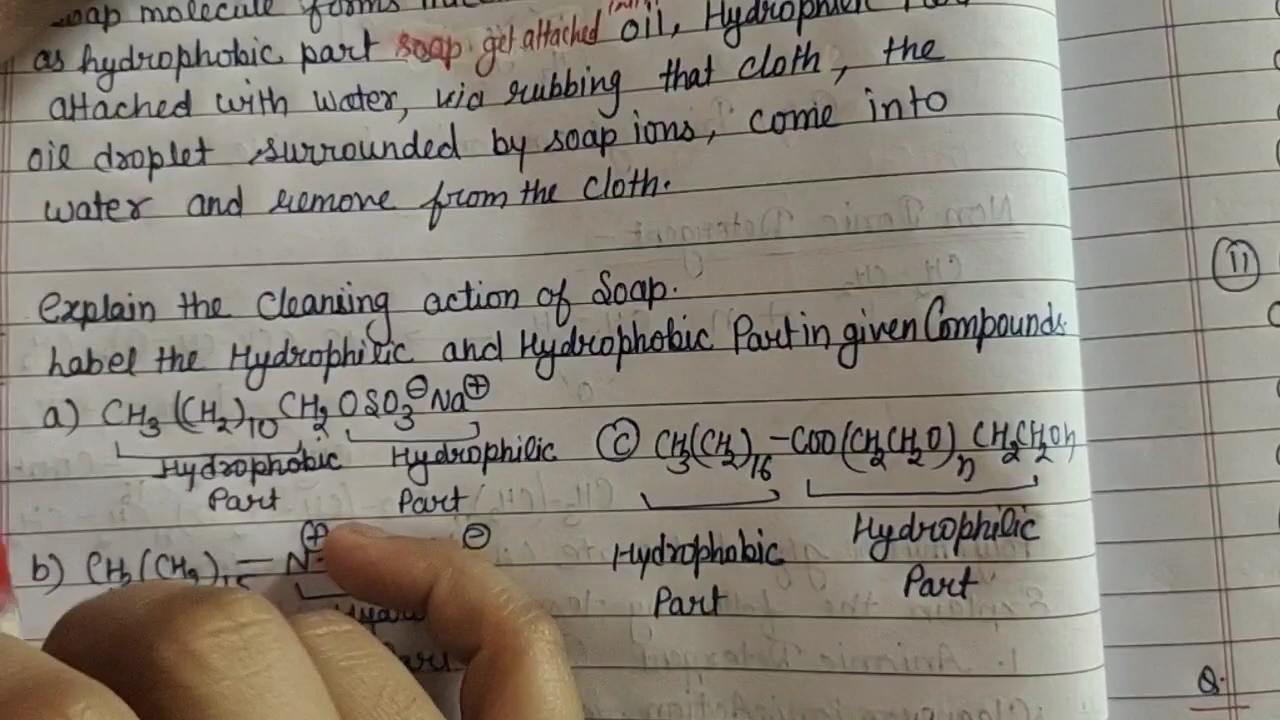 soap molecule forms
as hydrophobic part soap get attached oil, Hydrophilic
attached with water, via rubbing that cloth, the
oil droplet surrounded by soap ions, come into
water and remove from the cloth.
Explain the Cleansing action of Soap.
Label the Hydrophilic and Hydrophobic Part in given Compounds
a) CH₃(CH₂)₁₀CH₂OSO₃⊖Na⊕
Hydrophobic Part
Hydrophilic Part
b) CH₃(CH₂)₁₅—N⊕ ⊖
c) CH₃(CH₂)₁₆—COO(CH₂CH₂O)ₙCH₂CH₂OH
Hydrophobic Part
Hydrophilic Part
11
Q.